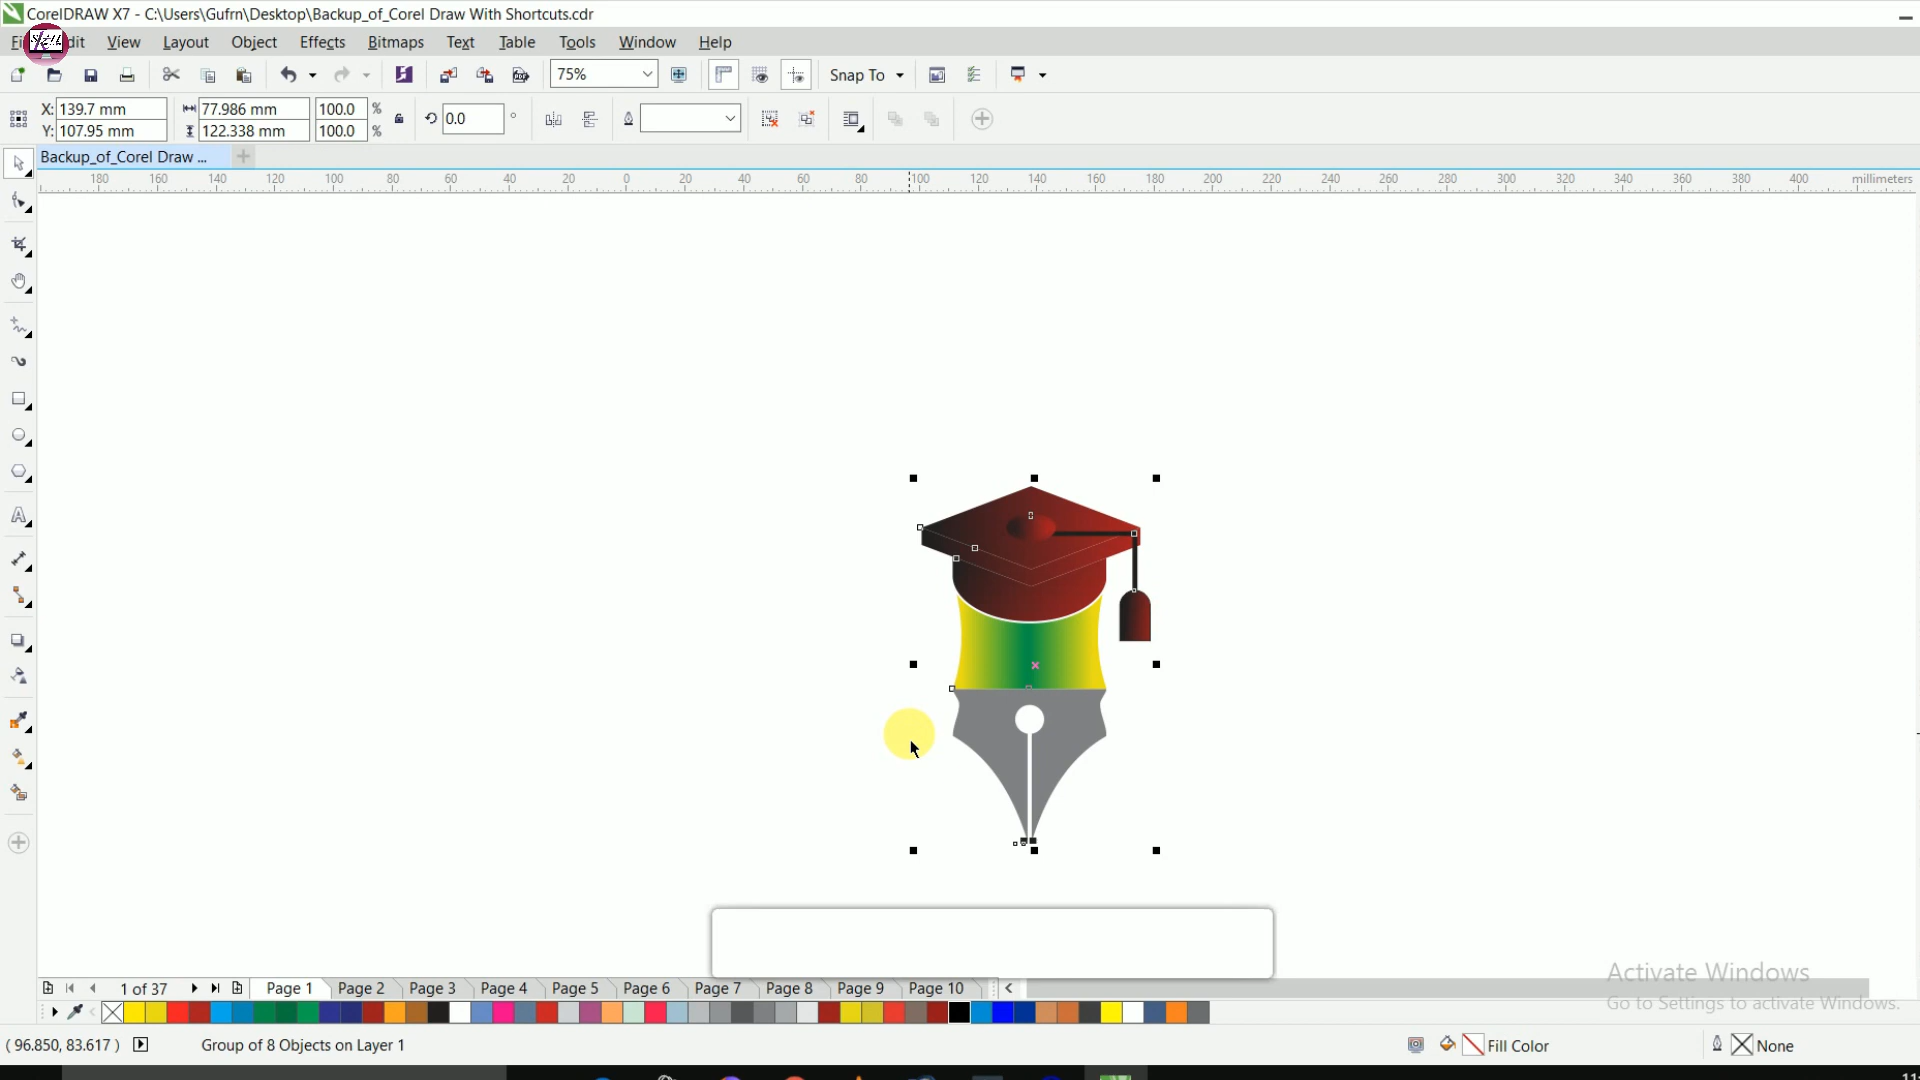 CorelDRAW X7 - C:\Users\Gufrn\Desktop\Backup_of_Corel Draw With Shortcuts.cdr
View Layout Object Effects Bitmaps Text Table Tools Window Help
75% Snap To
X: 139.7 mm 77.986 mm 100.0 % 0.0 °
Y: 107.95 mm 122.338 mm 100.0 %
Backup_of_Corel Draw ...
180 160 140 120 100 80 60 40 20 0 20 40 60 80 100 120 140 160 180 200 220 240 260 280 300 320 340 360 380 400 millimeters
Activate Windows
Go to Settings to activate Windows.
1 of 37 Page 1 Page 2 Page 3 Page 4 Page 5 Page 6 Page 7 Page 8 Page 9 Page 10
( 96.850, 83.617 ) Group of 8 Objects on Layer 1 Fill Color None